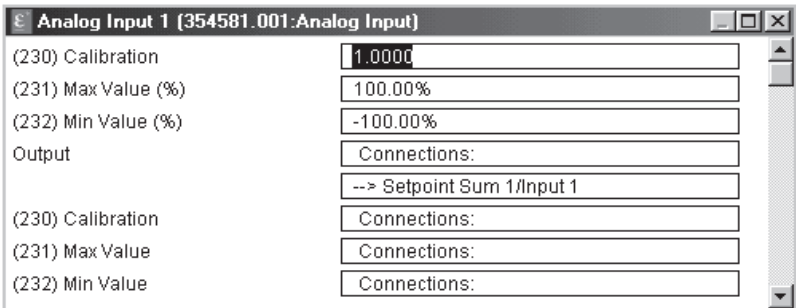 Analog Input 1 (354581.001:Analog Input)
(230) Calibration 1.0000
(231) Max Value (%) 100.00%
(232) Min Value (%) -100.00%
Output Connections:
--> Setpoint Sum 1/Input 1
(230) Calibration Connections:
(231) Max Value Connections:
(232) Min Value Connections: